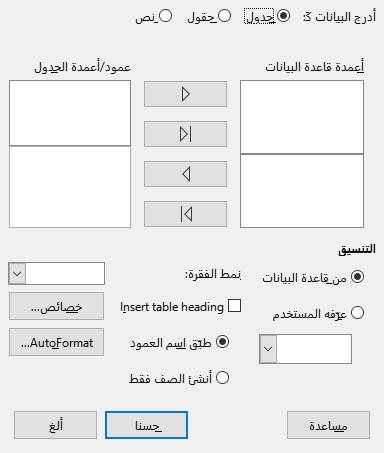 أدرج البيانات كـ: جدول حقول نص
أعمدة قاعدة البيانات
عمود/أعمدة الجدول
التنسيق
من قاعدة البيانات
عرّفه المستخدم
نمط الفقرة:
Insert table heading
خصائص...
طبّق اسم العمود
AutoFormat...
أنشئ الصف فقط
مساعدة
حسنا
ألغ